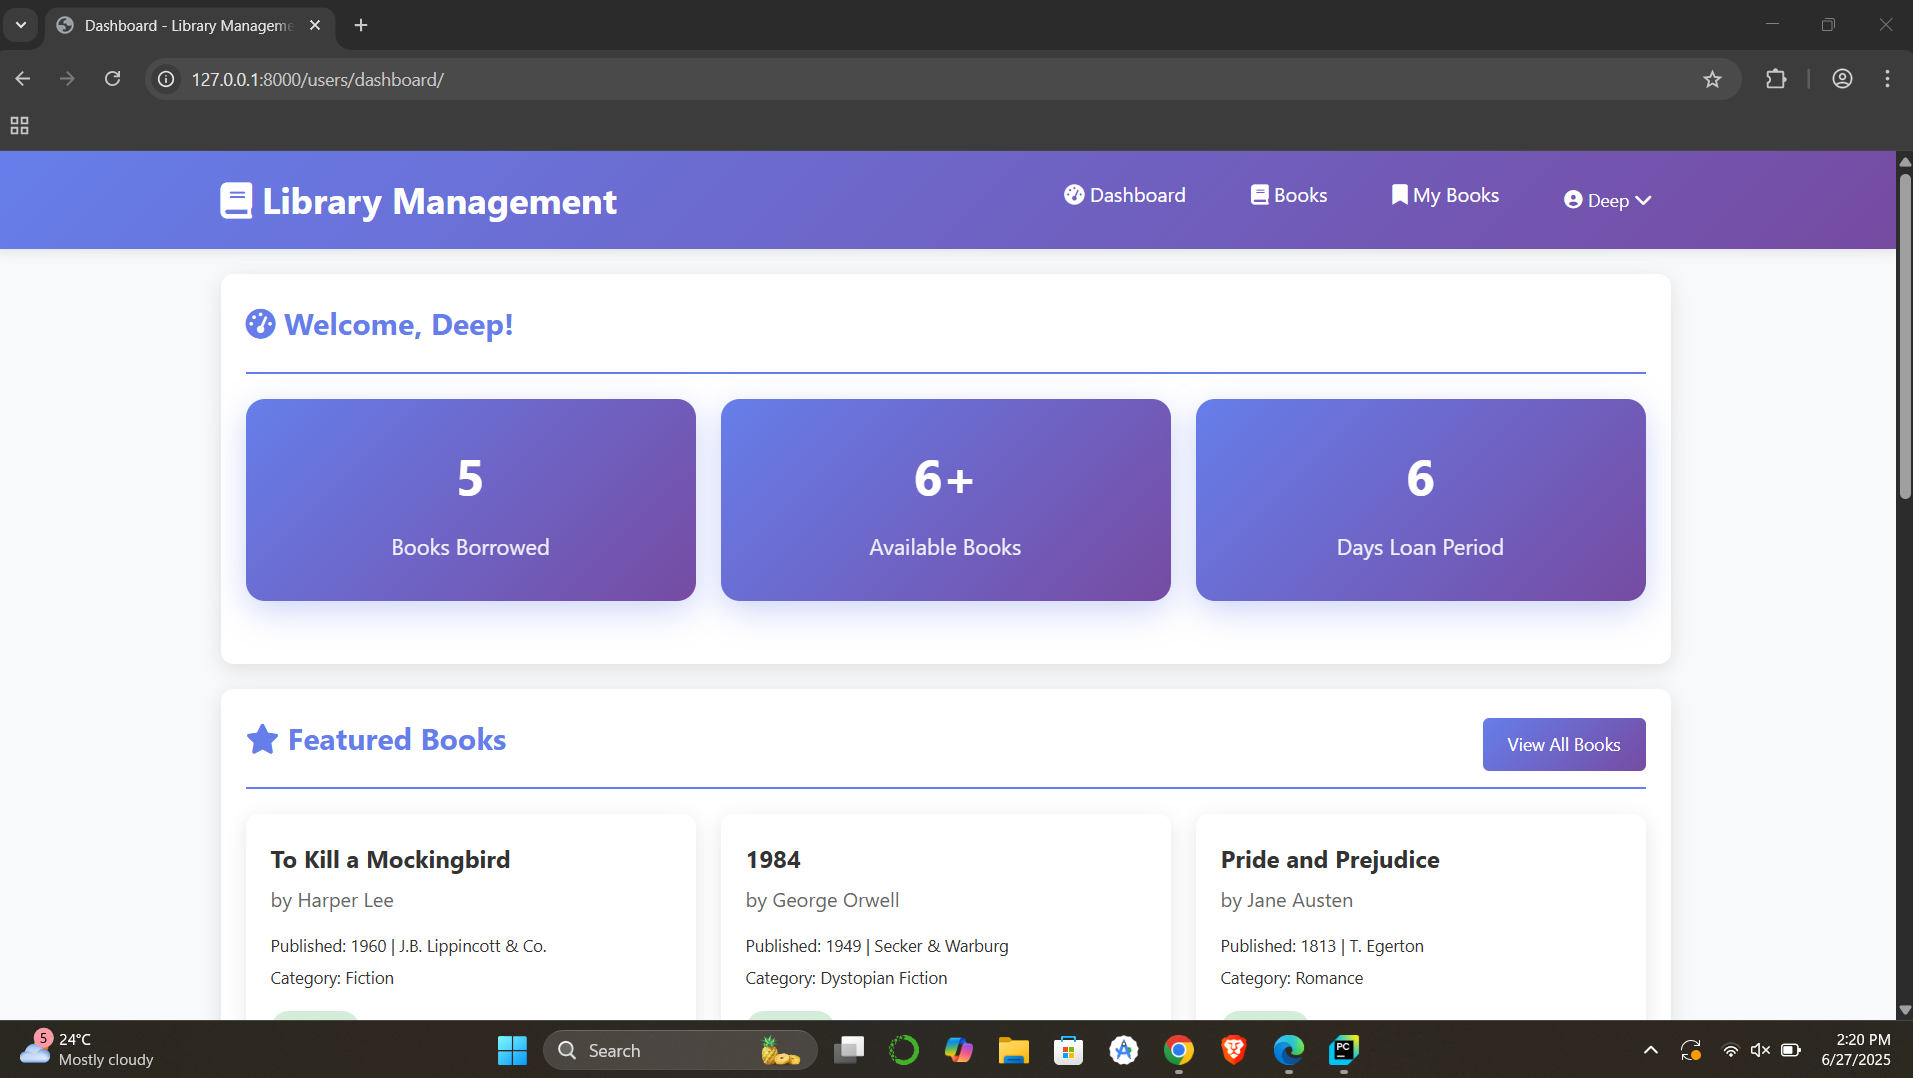 Dashboard - Library Manageme
127.0.0.1:8000/users/dashboard/
Library Management
Dashboard
Books
My Books
Deep
Welcome, Deep!
5
Books Borrowed
6+
Available Books
6
Days Loan Period
Featured Books
View All Books
To Kill a Mockingbird
by Harper Lee
Published: 1960 | J.B. Lippincott & Co.
Category: Fiction
1984
by George Orwell
Published: 1949 | Secker & Warburg
Category: Dystopian Fiction
Pride and Prejudice
by Jane Austen
Published: 1813 | T. Egerton
Category: Romance
5
24°C
Mostly cloudy
Search
PC
2:20 PM
6/27/2025